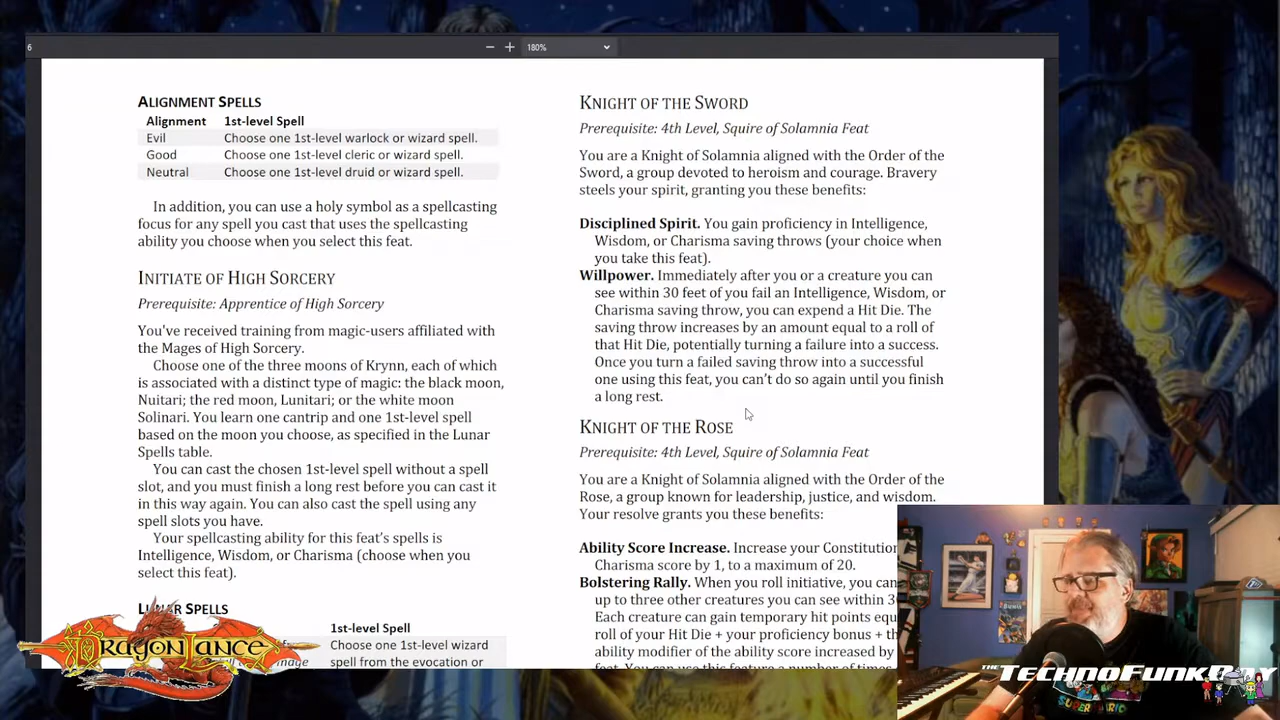 6
180%
ALIGNMENT SPELLS
Alignment 1st-level Spell
Evil Choose one 1st-level warlock or wizard spell.
Good Choose one 1st-level cleric or wizard spell.
Neutral Choose one 1st-level druid or wizard spell.
In addition, you can use a holy symbol as a spellcasting
focus for any spell you cast that uses the spellcasting
ability you choose when you select this feat.
INITIATE OF HIGH SORCERY
Prerequisite: Apprentice of High Sorcery
You've received training from magic-users affiliated with
the Mages of High Sorcery.
Choose one of the three moons of Krynn, each of which
is associated with a distinct type of magic: the black moon,
Nuitari; the red moon, Lunitari; or the white moon
Solinari. You learn one cantrip and one 1st-level spell
based on the moon you choose, as specified in the Lunar
Spells table.
You can cast the chosen 1st-level spell without a spell
slot, and you must finish a long rest before you can cast it
in this way again. You can also cast the spell using any
spell slots you have.
Your spellcasting ability for this feat's spells is
Intelligence, Wisdom, or Charisma (choose when you
select this feat).
LUNAR SPELLS
1st-level Spell
Choose one 1st-level wizard
spell from the evocation or
KNIGHT OF THE SWORD
Prerequisite: 4th Level, Squire of Solamnia Feat
You are a Knight of Solamnia aligned with the Order of the
Sword, a group devoted to heroism and courage. Bravery
steels your spirit, granting you these benefits:
Disciplined Spirit. You gain proficiency in Intelligence,
Wisdom, or Charisma saving throws (your choice when
you take this feat).
Willpower. Immediately after you or a creature you can
see within 30 feet of you fail an Intelligence, Wisdom, or
Charisma saving throw, you can expend a Hit Die. The
saving throw increases by an amount equal to a roll of
that Hit Die, potentially turning a failure into a success.
Once you turn a failed saving throw into a successful
one using this feat, you can't do so again until you finish
a long rest.
KNIGHT OF THE ROSE
Prerequisite: 4th Level, Squire of Solamnia Feat
You are a Knight of Solamnia aligned with the Order of the
Rose, a group known for leadership, justice, and wisdom.
Your resolve grants you these benefits:
Ability Score Increase. Increase your Constitution
Charisma score by 1, to a maximum of 20.
Bolstering Rally. When you roll initiative, you can
up to three other creatures you can see within 3
Each creature can gain temporary hit points equ
roll of your Hit Die + your proficiency bonus + th
ability modifier of the ability score increased by
feat. You can use this feature a number of times
DRAGONLANCE
THE TECHNOFUNKBOY
SUPER MARIO